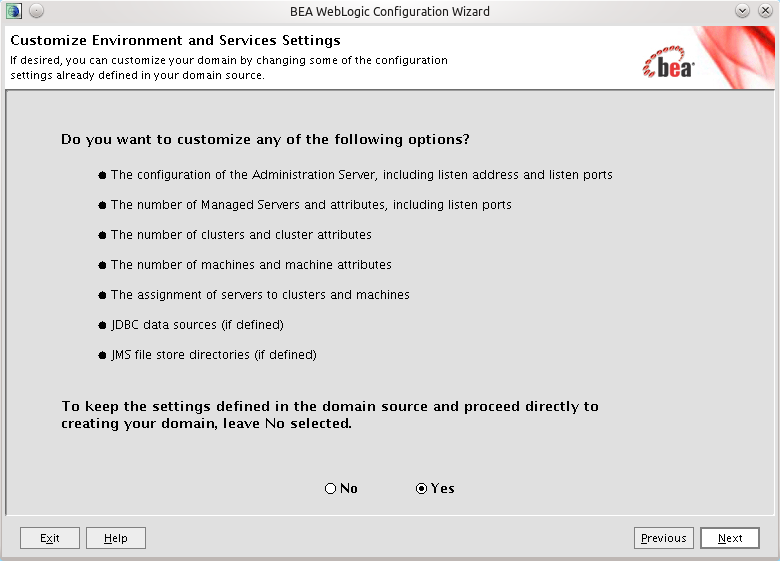 BEA WebLogic Configuration Wizard
Customize Environment and Services Settings
If desired, you can customize your domain by changing some of the configuration
settings already defined in your domain source.
bea
Do you want to customize any of the following options?
The configuration of the Administration Server, including listen address and listen ports
The number of Managed Servers and attributes, including listen ports
The number of clusters and cluster attributes
The number of machines and machine attributes
The assignment of servers to clusters and machines
JDBC data sources (if defined)
JMS file store directories (if defined)
To keep the settings defined in the domain source and proceed directly to
creating your domain, leave No selected.
No Yes
Exit Help Previous Next